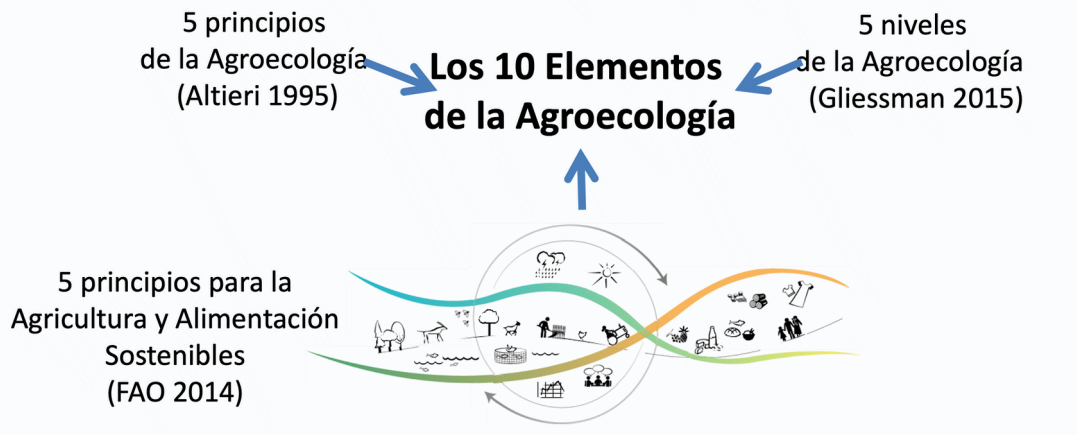 5 principios
de la Agroecología
(Altieri 1995)
Los 10 Elementos
de la Agroecología
5 niveles
de la Agroecología
(Gliessman 2015)
5 principios para la
Agricultura y Alimentación
Sostenibles
(FAO 2014)